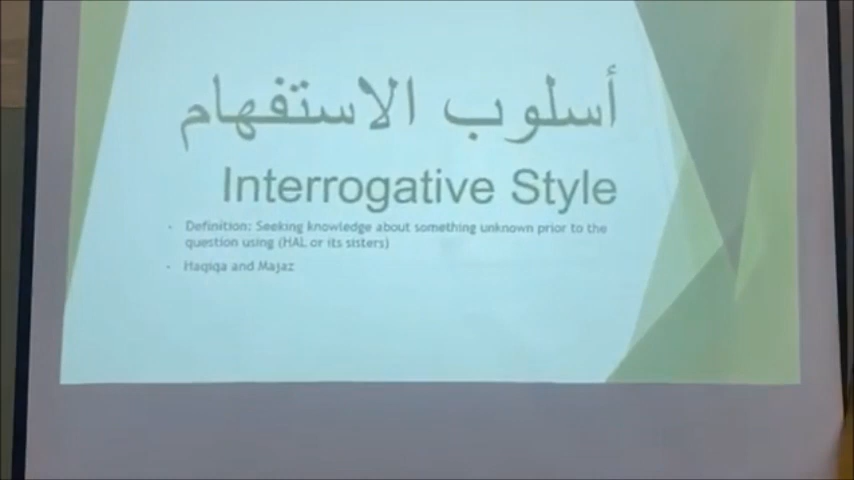 أسلوب الاستفهام
Interrogative Style
Definition: Seeking knowledge about something unknown prior to the
question using (HAL or its sisters)
Haqiqa and Majaz